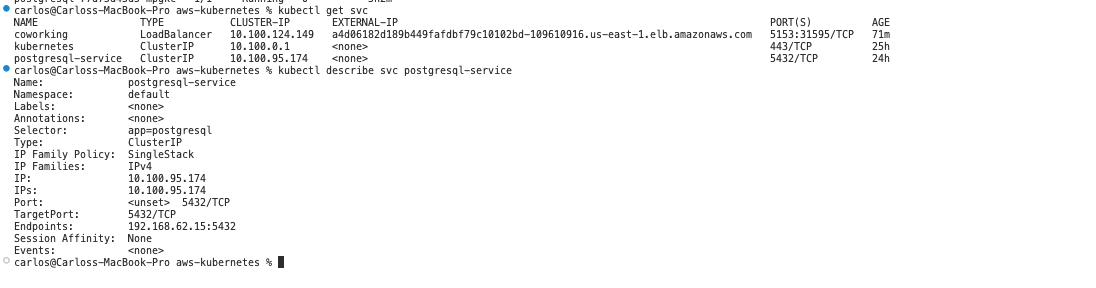 carlos@Carloss-MacBook-Pro aws-kubernetes % kubectl get svc
NAME                 TYPE           CLUSTER-IP       EXTERNAL-IP                                                              PORT(S)          AGE
coworking            LoadBalancer   10.100.124.149   a4d06182d189b449fafdbf79c10102bd-109610916.us-east-1.elb.amazonaws.com   5153:31595/TCP   71m
kubernetes           ClusterIP      10.100.0.1       <none>                                                                   443/TCP          25h
postgresql-service   ClusterIP      10.100.95.174    <none>                                                                   5432/TCP         24h
carlos@Carloss-MacBook-Pro aws-kubernetes % kubectl describe svc postgresql-service
Name:              postgresql-service
Namespace:         default
Labels:            <none>
Annotations:       <none>
Selector:          app=postgresql
Type:              ClusterIP
IP Family Policy:  SingleStack
IP Families:       IPv4
IP:                10.100.95.174
IPs:               10.100.95.174
Port:              <unset>  5432/TCP
TargetPort:        5432/TCP
Endpoints:         192.168.62.15:5432
Session Affinity:  None
Events:            <none>
carlos@Carloss-MacBook-Pro aws-kubernetes %